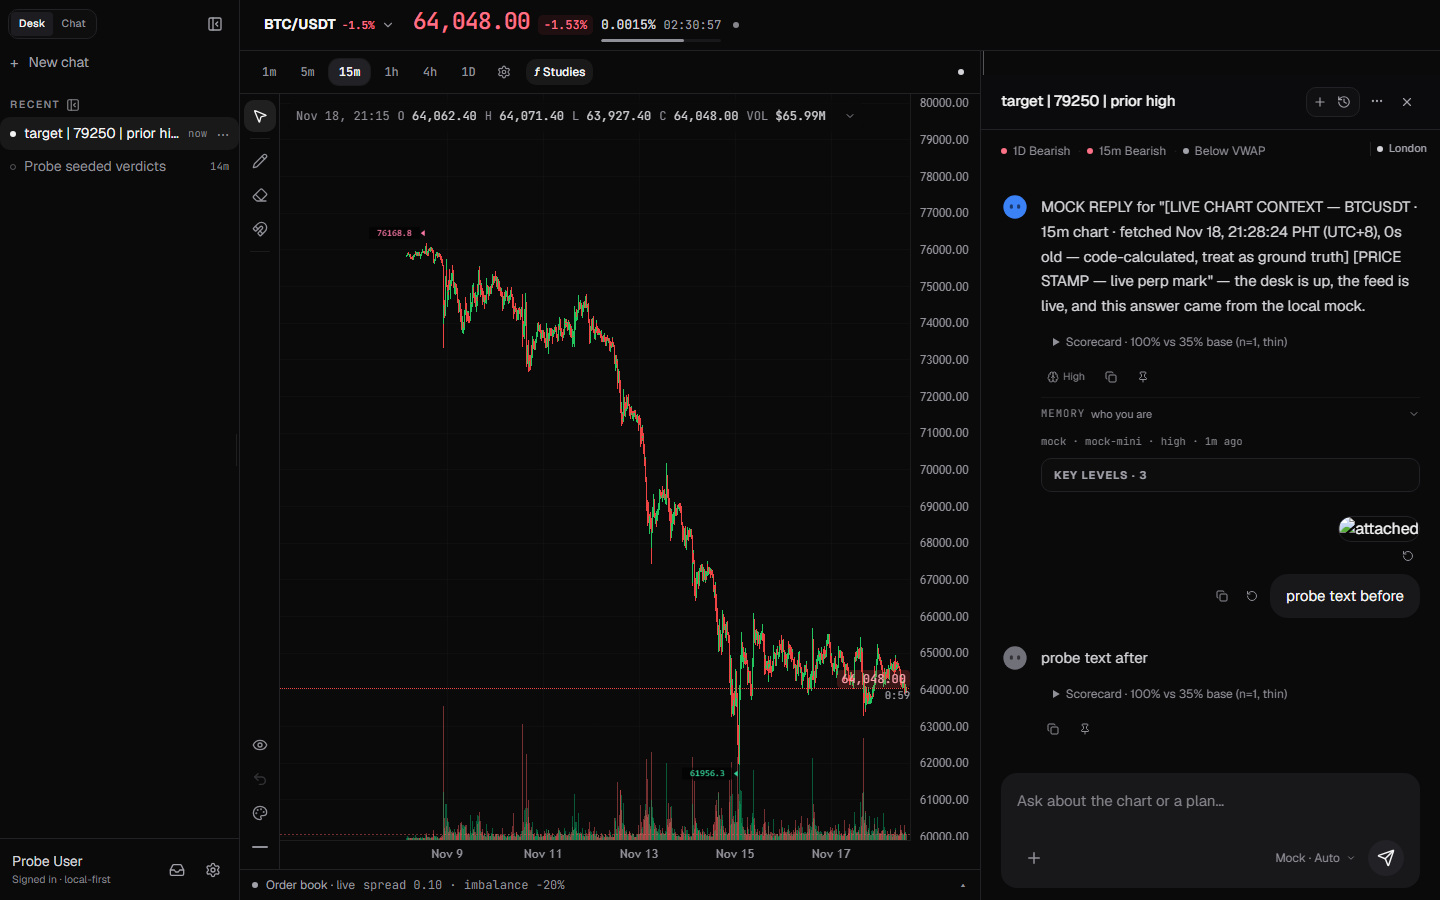 Desk Chat
+ New chat
RECENT
target | 79250 | prior hi... now ...
Probe seeded verdicts 14m
Probe User
Signed in · local-first
BTC/USDT -1.5% 64,048.00 -1.53% 0.0015% 02:30:57
1m 5m 15m 1h 4h 1D f Studies
Nov 18, 21:15 O 64,062.40 H 64,071.40 L 63,927.40 C 64,048.00 VOL $65.99M
80000.00
79000.00
78000.00
77000.00
76168.8
76000.00
75000.00
74000.00
73000.00
72000.00
71000.00
70000.00
69000.00
68000.00
67000.00
66000.00
65000.00
64,048.00
64000.00
0:59
63000.00
62000.00
61956.3
61000.00
60000.00
Nov 9 Nov 11 Nov 13 Nov 15 Nov 17
Order book · live spread 0.10 · imbalance -20%
target | 79250 | prior high
1D Bearish 15m Bearish Below VWAP London
MOCK REPLY for "[LIVE CHART CONTEXT — BTCUSDT ·
15m chart · fetched Nov 18, 21:28:24 PHT (UTC+8), 0s
old — code-calculated, treat as ground truth] [PRICE
STAMP — live perp mark" — the desk is up, the feed is
live, and this answer came from the local mock.
Scorecard · 100% vs 35% base (n=1, thin)
High
MEMORY who you are
mock · mock-mini · high · 1m ago
KEY LEVELS · 3
attached
probe text before
probe text after
Scorecard · 100% vs 35% base (n=1, thin)
Ask about the chart or a plan...
Mock · Auto